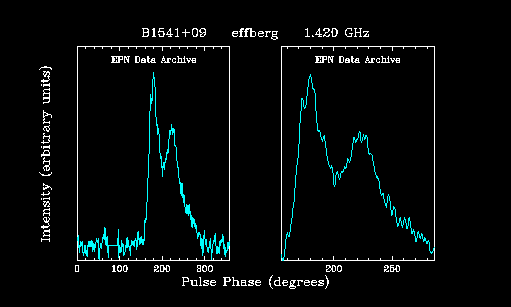 B1541+09 effberg 1.420 GHz
EPN Data Archive EPN Data Archive
Intensity (arbitrary units)
0 100 200 300 200 250
Pulse Phase (degrees)